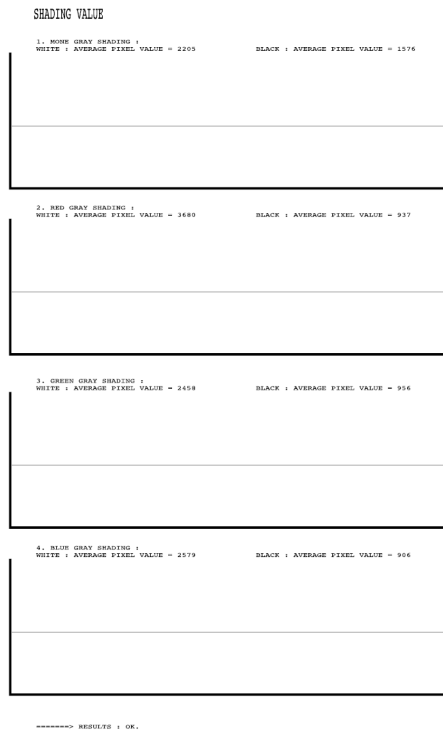 SHADING VALUE
1. MONE GRAY SHADING :
WHITE : AVERAGE PIXEL VALUE = 2205 BLACK : AVERAGE PIXEL VALUE = 1576
2. RED GRAY SHADING :
WHITE : AVERAGE PIXEL VALUE = 3680 BLACK : AVERAGE PIXEL VALUE = 937
3. GREEN GRAY SHADING :
WHITE : AVERAGE PIXEL VALUE = 2458 BLACK : AVERAGE PIXEL VALUE = 956
4. BLUE GRAY SHADING :
WHITE : AVERAGE PIXEL VALUE = 2579 BLACK : AVERAGE PIXEL VALUE = 906
=======> RESULTS : OK.